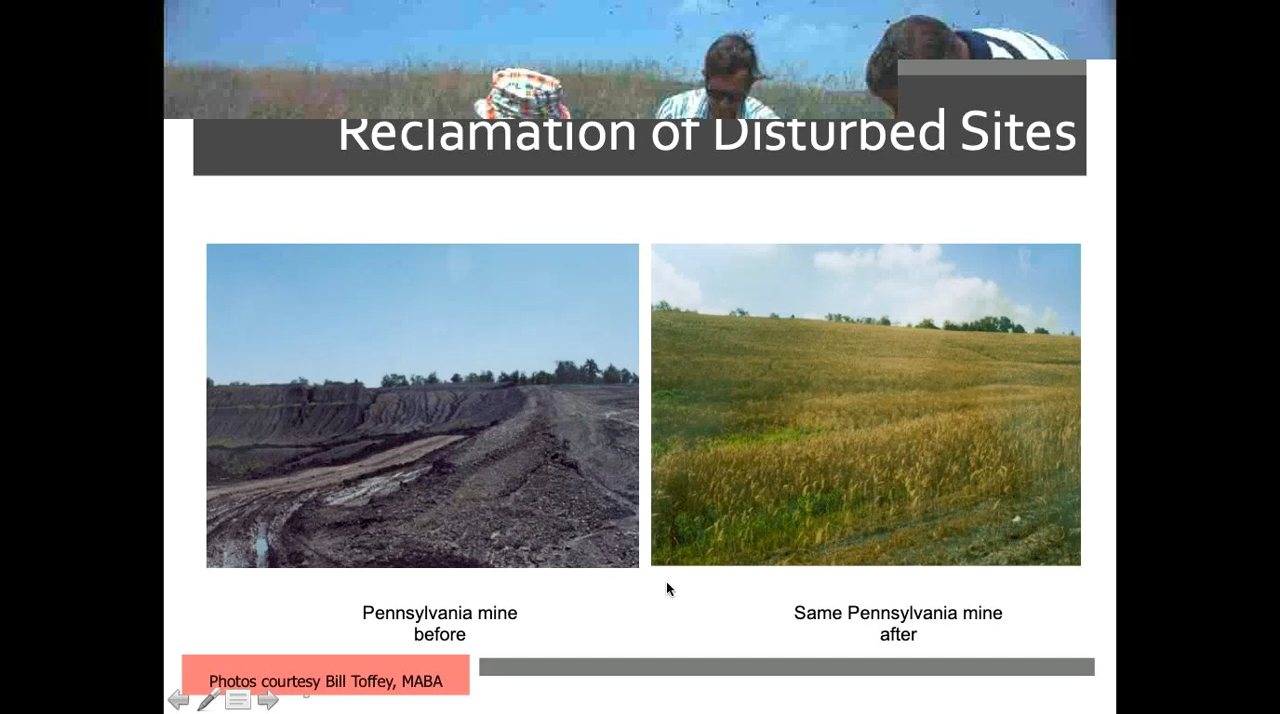 Reclamation of Disturbed Sites
Pennsylvania mine
before
Same Pennsylvania mine
after
Photos courtesy Bill Toffey, MABA